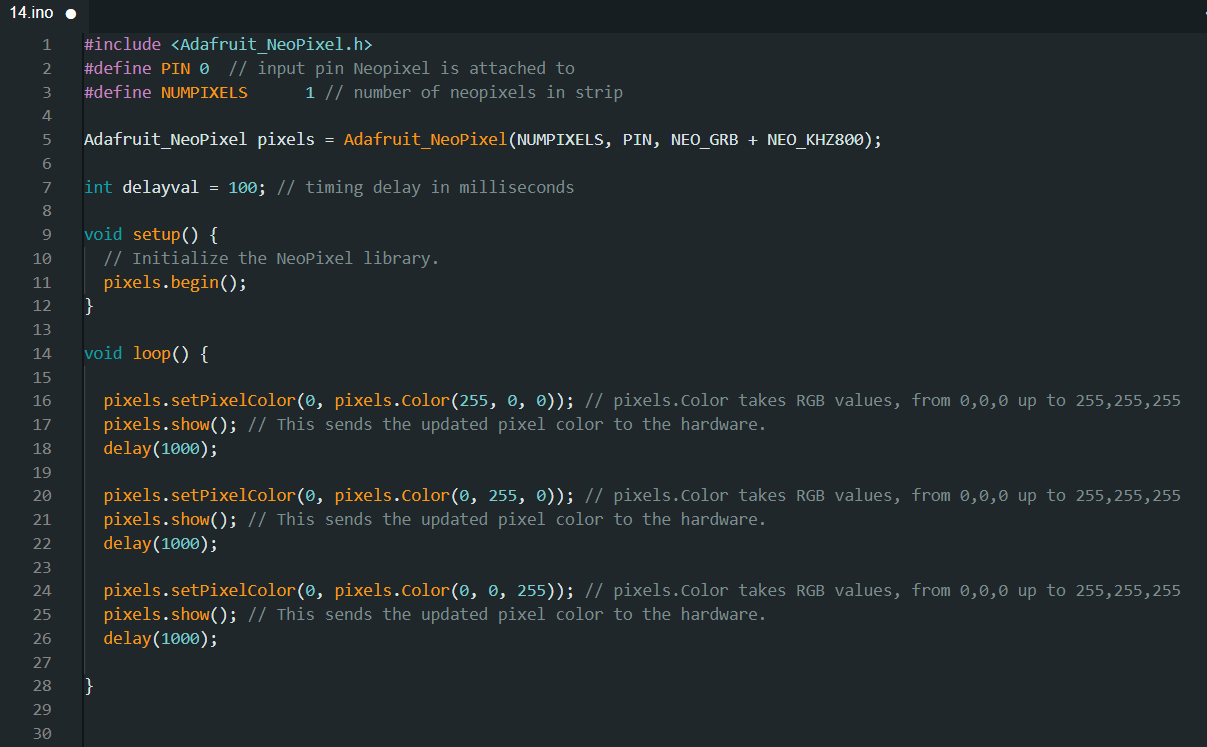 14.ino ●
1 #include <Adafruit_NeoPixel.h>
2 #define PIN 0  // input pin Neopixel is attached to
3 #define NUMPIXELS      1 // number of neopixels in strip
4
5 Adafruit_NeoPixel pixels = Adafruit_NeoPixel(NUMPIXELS, PIN, NEO_GRB + NEO_KHZ800);
6
7 int delayval = 100; // timing delay in milliseconds
8
9 void setup() {
10   // Initialize the NeoPixel library.
11   pixels.begin();
12 }
13
14 void loop() {
15
16   pixels.setPixelColor(0, pixels.Color(255, 0, 0)); // pixels.Color takes RGB values, from 0,0,0 up to 255,255,255
17   pixels.show(); // This sends the updated pixel color to the hardware.
18   delay(1000);
19
20   pixels.setPixelColor(0, pixels.Color(0, 255, 0)); // pixels.Color takes RGB values, from 0,0,0 up to 255,255,255
21   pixels.show(); // This sends the updated pixel color to the hardware.
22   delay(1000);
23
24   pixels.setPixelColor(0, pixels.Color(0, 0, 255)); // pixels.Color takes RGB values, from 0,0,0 up to 255,255,255
25   pixels.show(); // This sends the updated pixel color to the hardware.
26   delay(1000);
27
28 }
29
30